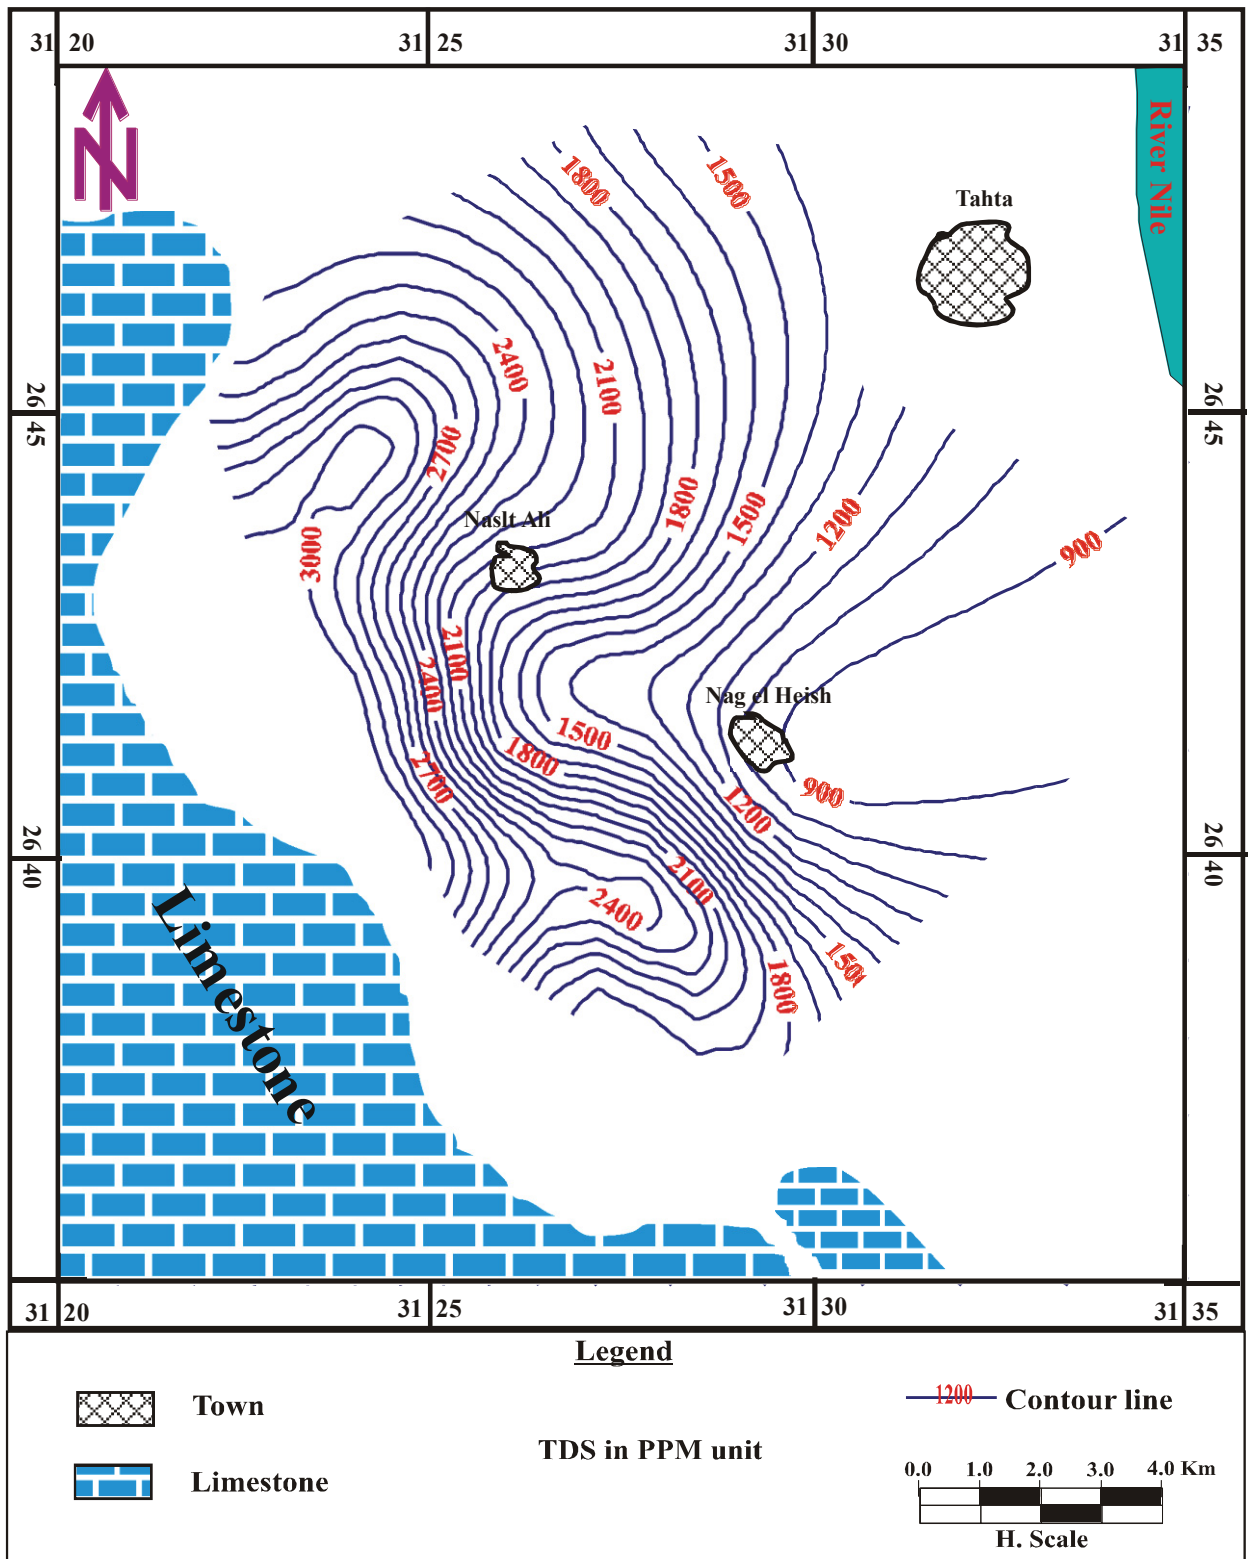 31 20 31 25 31 30 31 35
N
River Nile
1800
1500
Tahta
2400
2100
26 45
26 45
2700
1800
1500
1200
Naslt Ali
3000
900
2100
2400
Nag el Heish
1500
1800
2700
900
1200
26 40
26 40
2100
2400
1500
1800
Limestone
31 20 31 25 31 30 31 35
Legend
Town
1200 Contour line
TDS in PPM unit
Limestone
0.0 1.0 2.0 3.0 4.0 Km
H. Scale